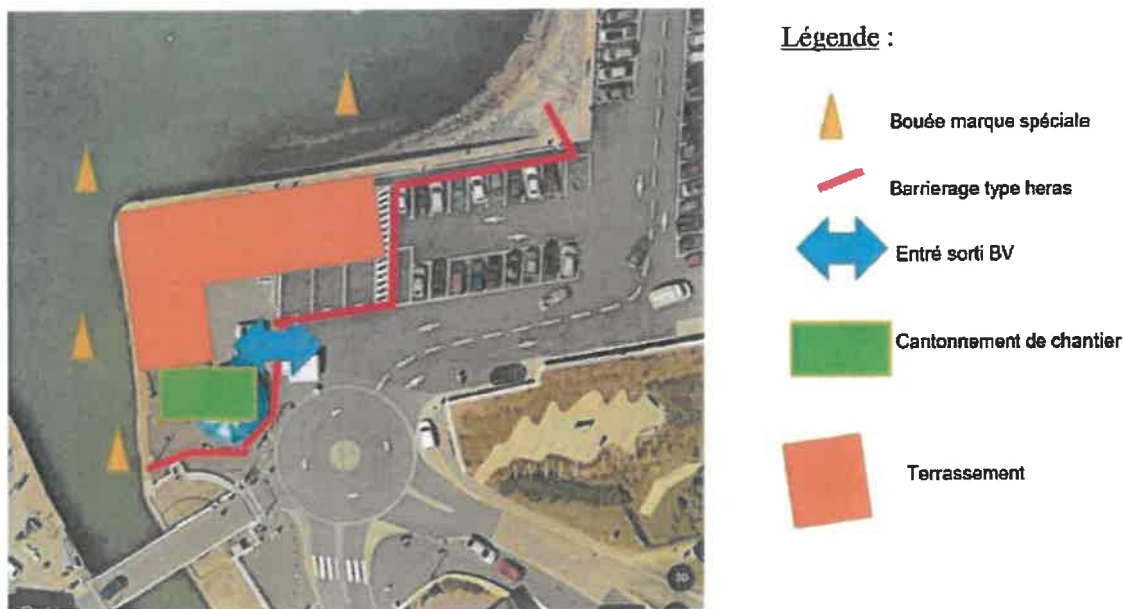 Légende :
Bouée marque spéciale
Barrierage type heras
Entré sorti BV
Cantonnement de chantier
Terrassement